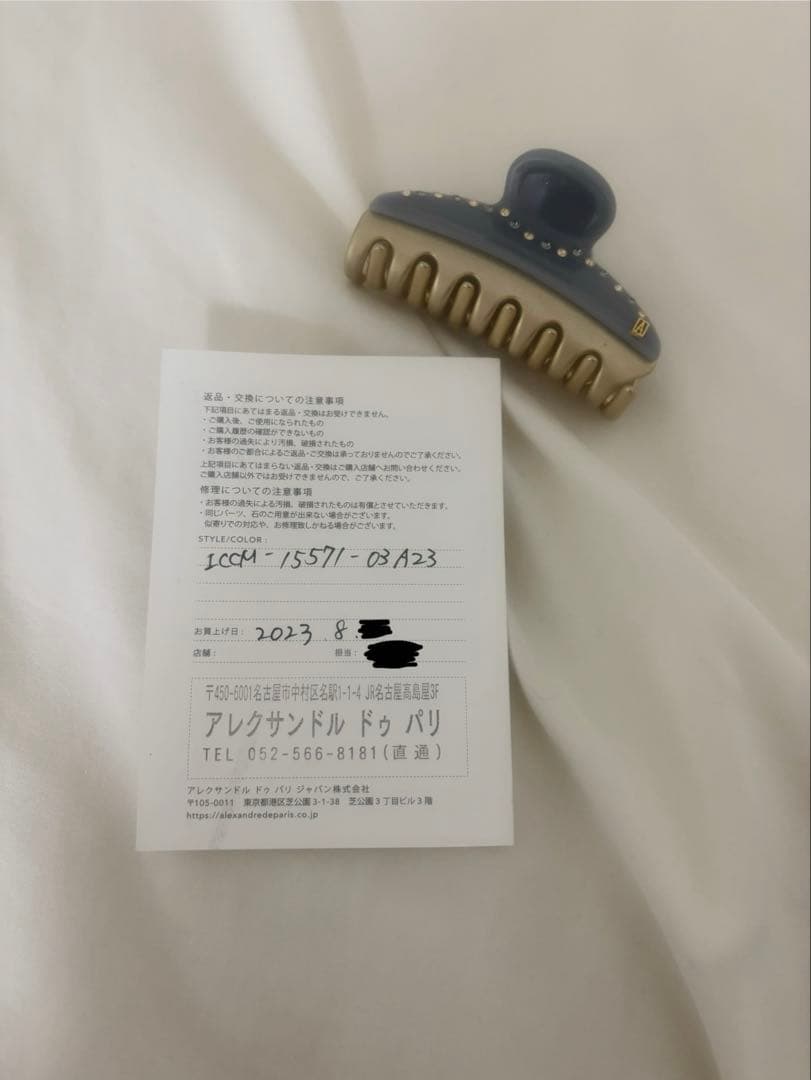 A
返品・交換についての注意事項
下記項目にあてはまる返品・交換はお受けできません。
・ご購入後、ご使用になられたもの
・ご購入履歴の確認ができないもの
・お客様の過失により汚損、破損されたもの
・お客様のご都合によるご返品・ご交換は承っておりませんのでご了承ください。
上記項目にあてはまらない返品・交換はご購入店舗へお問い合わせください。
ご購入店舗以外ではお受けできませんので、ご了承ください。
修理についての注意事項
・お客様の過失による汚損、破損されたものは有償とさせていただきます。
・同じパーツ、石のご用意が出来ない場合がございます。
似寄りでの対応や、お修理致しかねる場合がございます。
STYLE/COLOR：
ICCM-15571-03 A23
お買上げ日： 2023. 8.
店舗： 担当：
〒450-6001名古屋市中村区名駅1-1-4 JR名古屋高島屋3F
アレクサンドル ドゥ パリ
TEL 052-566-8181(直通)
アレクサンドル ドゥ パリ ジャパン株式会社
〒105-0011 東京都港区芝公園 3-1-38 芝公園 3 丁目ビル 3 階
https://alexandredeparis.co.jp